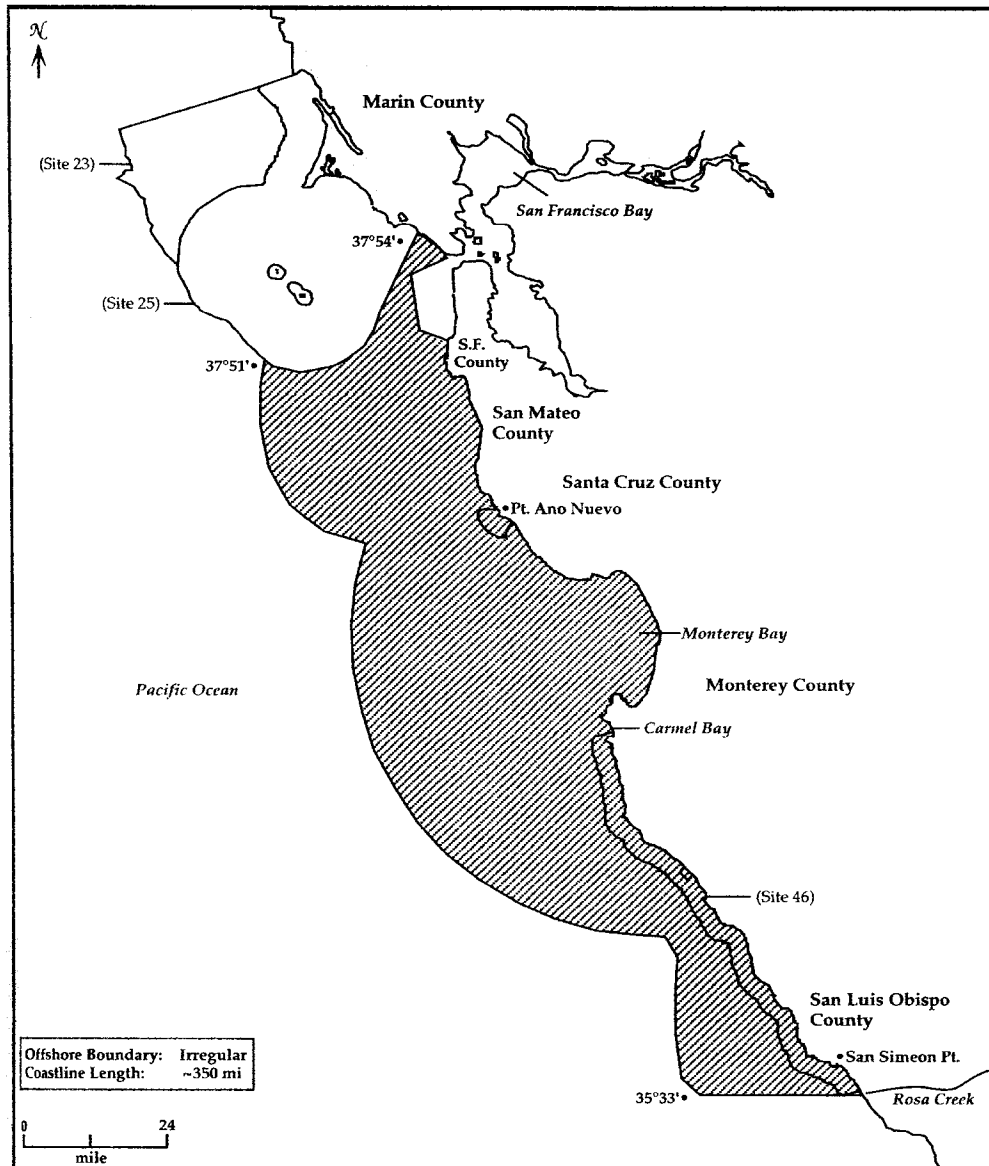 N
Marin County
(Site 23)
San Francisco Bay
37°54'
(Site 25)
S.F.
County
37°51'
San Mateo
County
Santa Cruz County
Pt. Ano Nuevo
Monterey Bay
Pacific Ocean
Monterey County
Carmel Bay
(Site 46)
San Luis Obispo
County
Offshore Boundary: Irregular
Coastline Length: ~350 mi
San Simeon Pt.
35°33'
Rosa Creek
0 24
mile